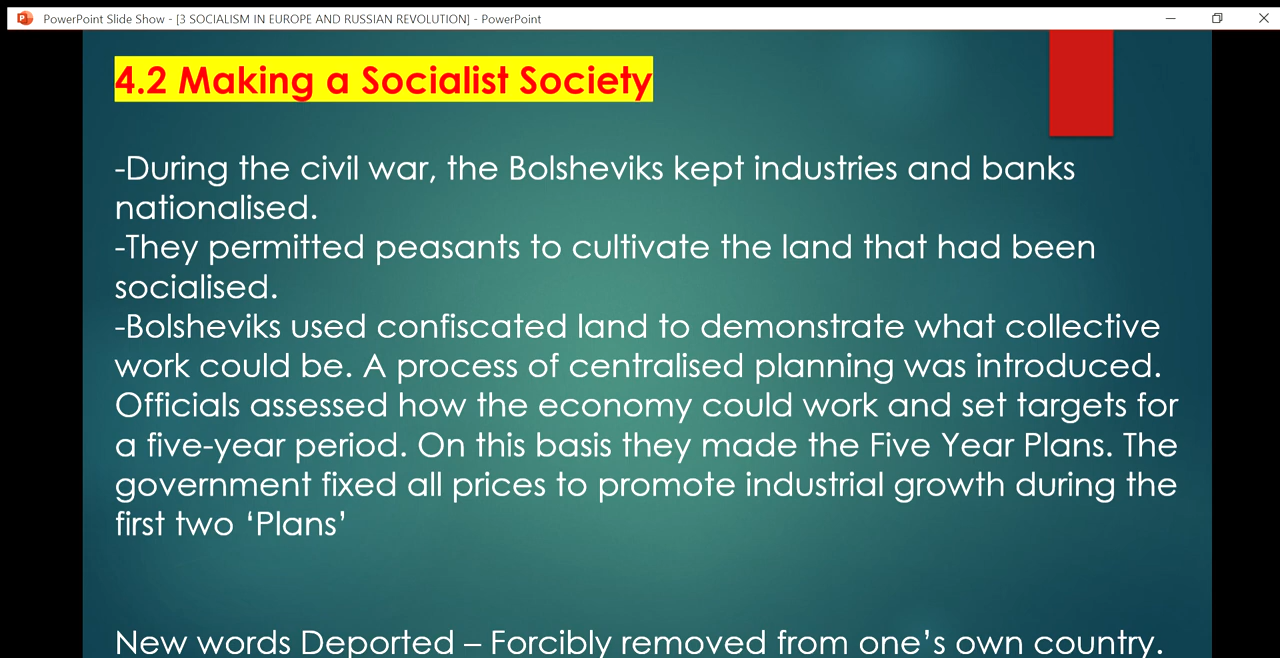 PowerPoint Slide Show - [3 SOCIALISM IN EUROPE AND RUSSIAN REVOLUTION] - PowerPoint
4.2 Making a Socialist Society
-During the civil war, the Bolsheviks kept industries and banks
nationalised.
-They permitted peasants to cultivate the land that had been
socialised.
-Bolsheviks used confiscated land to demonstrate what collective
work could be. A process of centralised planning was introduced.
Officials assessed how the economy could work and set targets for
a five-year period. On this basis they made the Five Year Plans. The
government fixed all prices to promote industrial growth during the
first two ‘Plans’
New words Deported – Forcibly removed from one’s own country.